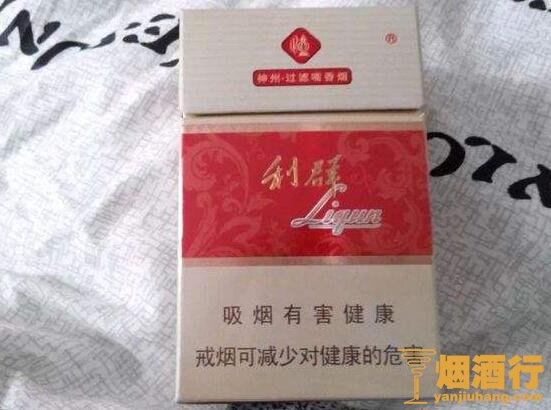 ®
神州·过滤嘴香烟
利群
Liqun
吸烟有害健康
戒烟可减少对健康的危害
烟酒行
yanjiuhang.com